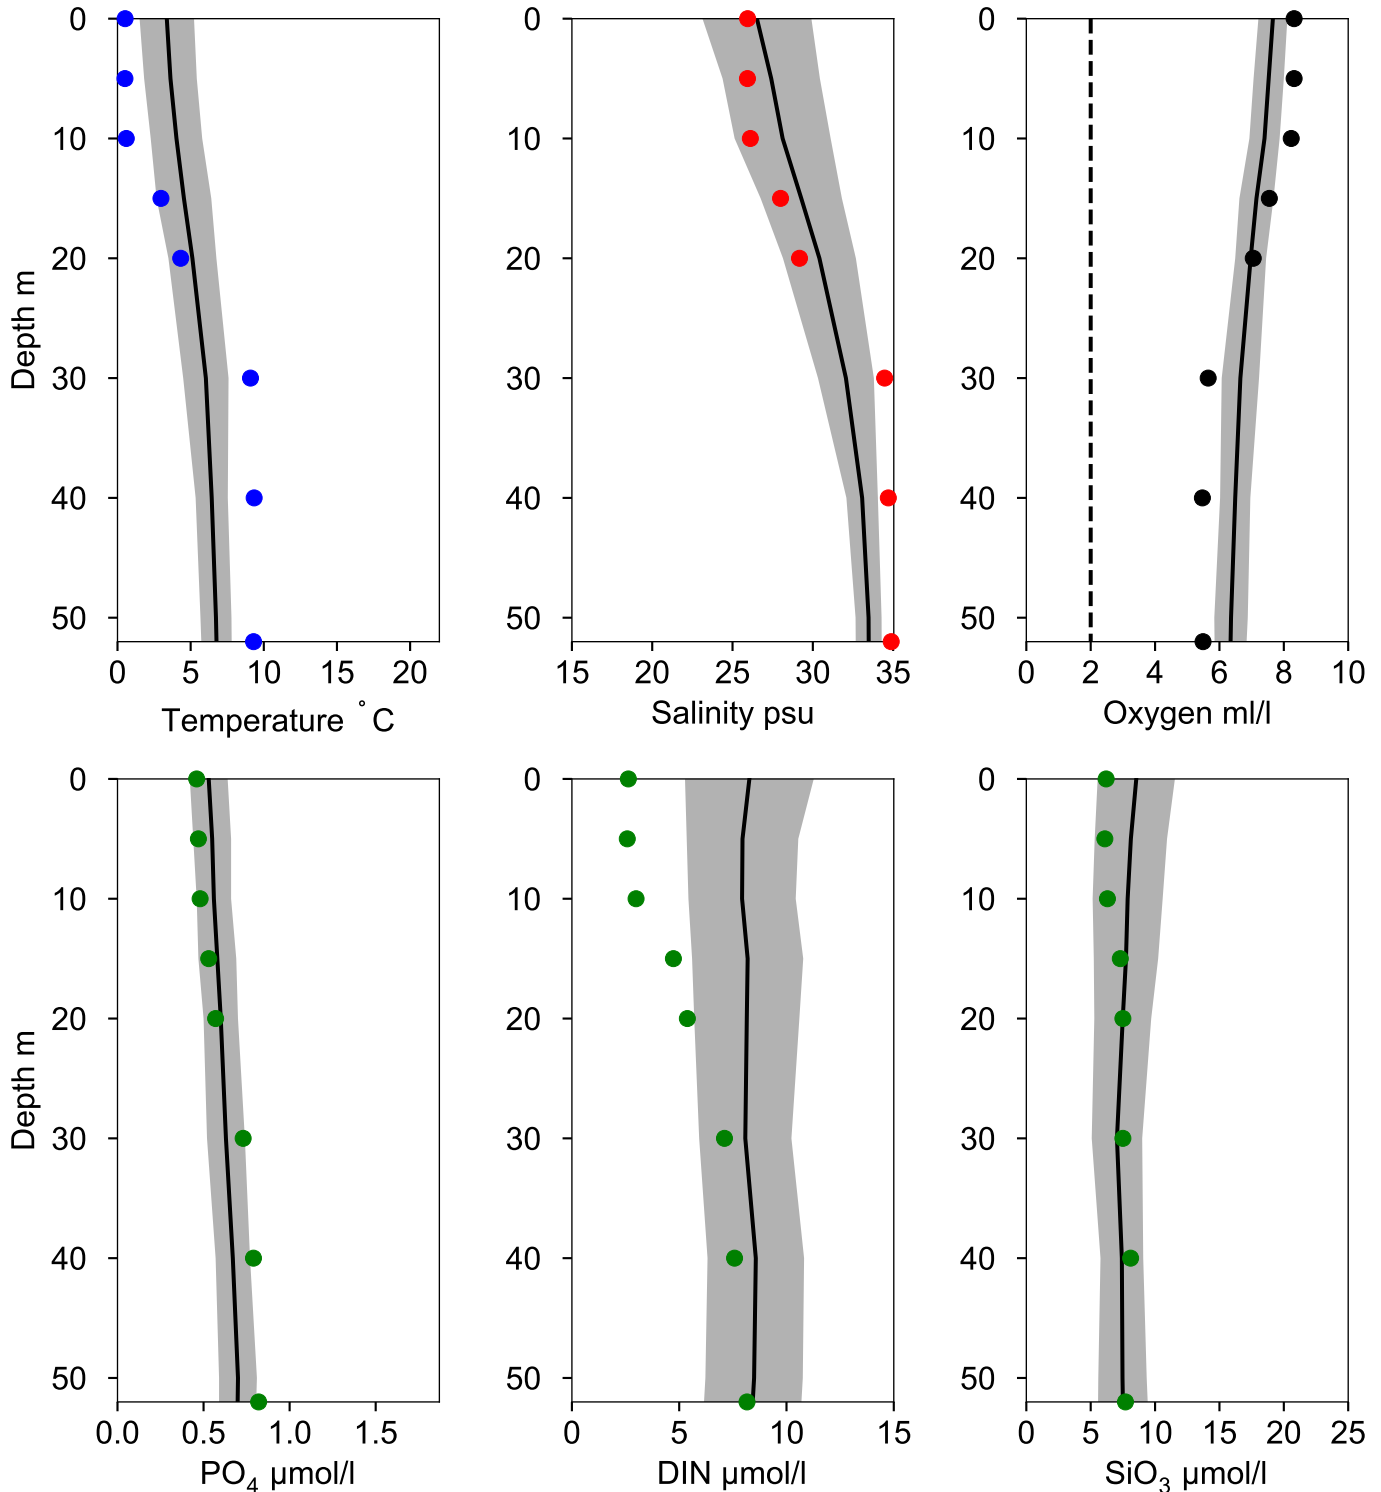 0
10
20
30
40
50
Depth m
0 5 10 15 20
Temperature °C
0
10
20
30
40
50
15 20 25 30 35
Salinity psu
0
10
20
30
40
50
0 2 4 6 8 10
Oxygen ml/l
0
10
20
30
40
50
Depth m
0.0 0.5 1.0 1.5
PO₄ µmol/l
0
10
20
30
40
50
0 5 10 15
DIN µmol/l
0
10
20
30
40
50
0 5 10 15 20 25
SiO₃ µmol/l